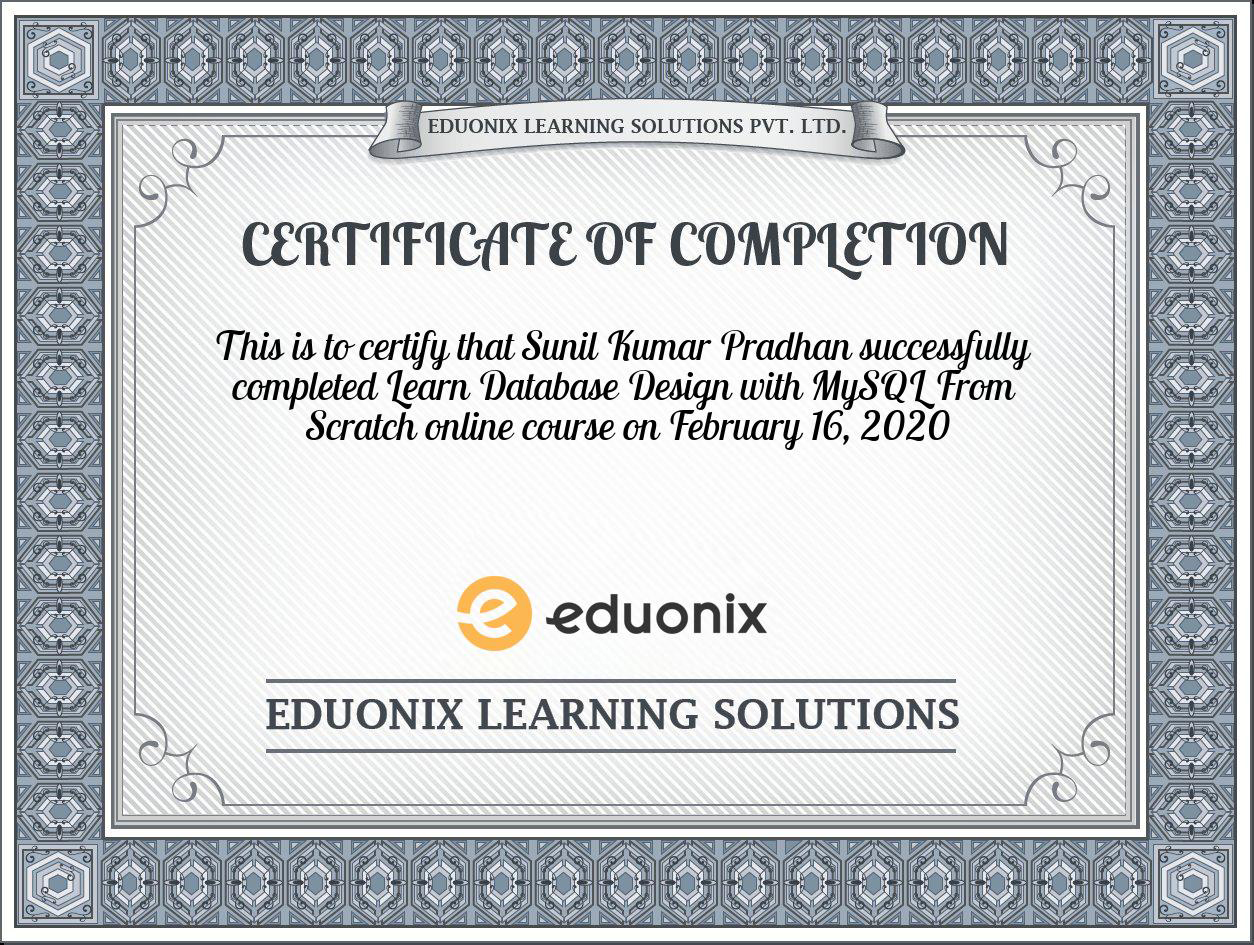 EDUONIX LEARNING SOLUTIONS PVT. LTD.
CERTIFICATE OF COMPLETION
This is to certify that Sunil Kumar Pradhan successfully
completed Learn Database Design with MySQL From
Scratch online course on February 16, 2020
eduonix
EDUONIX LEARNING SOLUTIONS